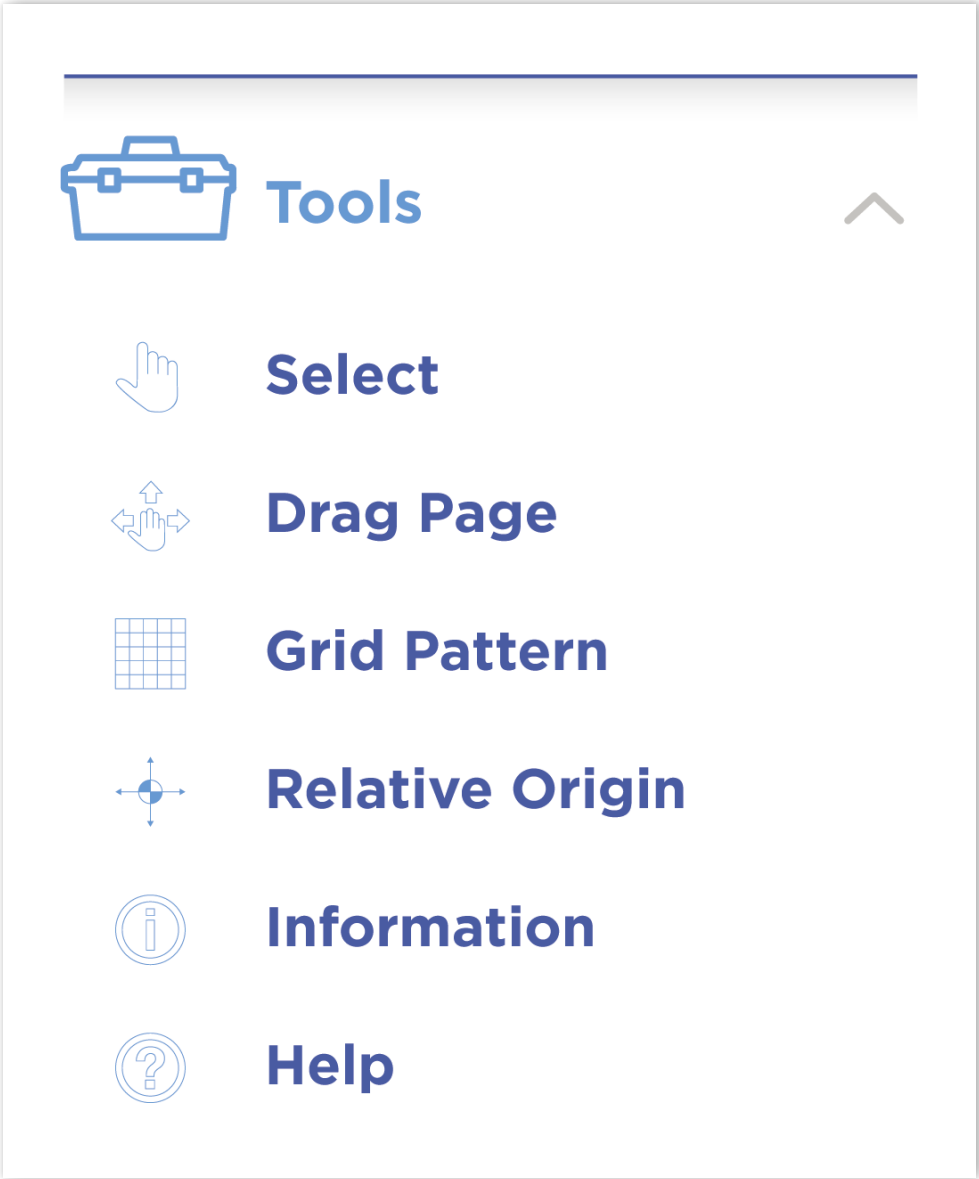 Tools
Select
Drag Page
Grid Pattern
Relative Origin
Information
Help